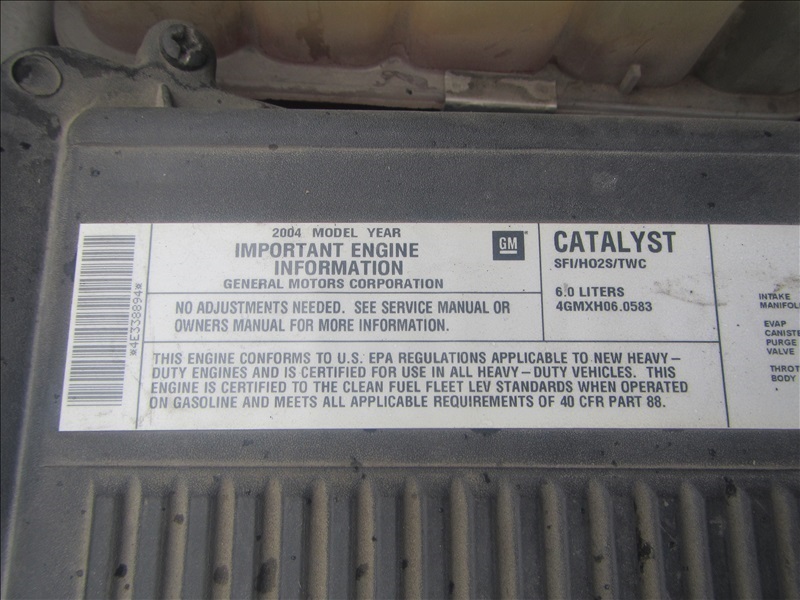 *4E338894*
2004 MODEL YEAR
IMPORTANT ENGINE
INFORMATION
GENERAL MOTORS CORPORATION
GM
NO ADJUSTMENTS NEEDED. SEE SERVICE MANUAL OR
OWNERS MANUAL FOR MORE INFORMATION.
CATALYST
SFI/HO2S/TWC
6.0 LITERS
4GMXH06.0583
THIS ENGINE CONFORMS TO U.S. EPA REGULATIONS APPLICABLE TO NEW HEAVY-
DUTY ENGINES AND IS CERTIFIED FOR USE IN ALL HEAVY-DUTY VEHICLES. THIS
ENGINE IS CERTIFIED TO THE CLEAN FUEL FLEET LEV STANDARDS WHEN OPERATED
ON GASOLINE AND MEETS ALL APPLICABLE REQUIREMENTS OF 40 CFR PART 88.
INTAKE
MANIFOL
EVAP
CANISTE
PURGE
VALVE
THROT
BODY